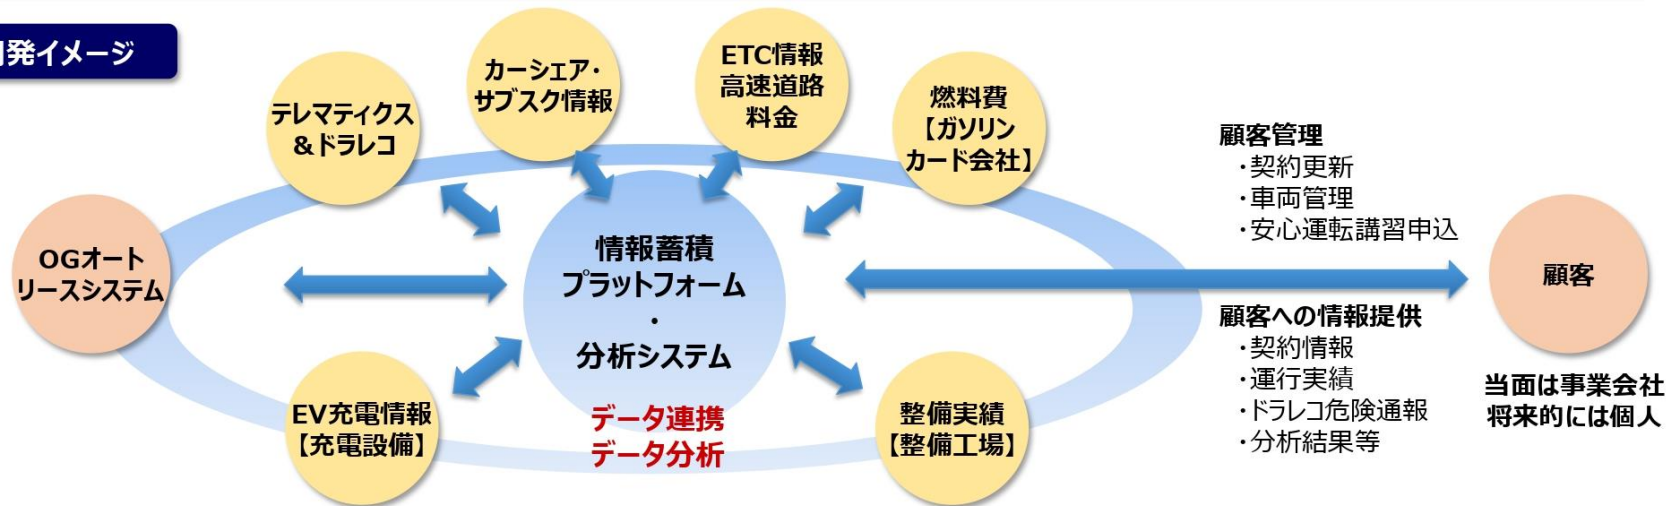 発イメージ
テレマティクス
&ドラレコ
カーシェア・
サブスク情報
ETC情報
高速道路
料金
燃料費
【ガソリン
カード会社】
OGオート
リースシステム
情報蓄積
プラットフォーム
・
分析システム
データ連携
データ分析
EV充電情報
【充電設備】
整備実績
【整備工場】
顧客管理
・契約更新
・車両管理
・安心運転講習申込
顧客への情報提供
・契約情報
・運行実績
・ドラレコ危険通報
・分析結果等
顧客
当面は事業会社
将来的には個人